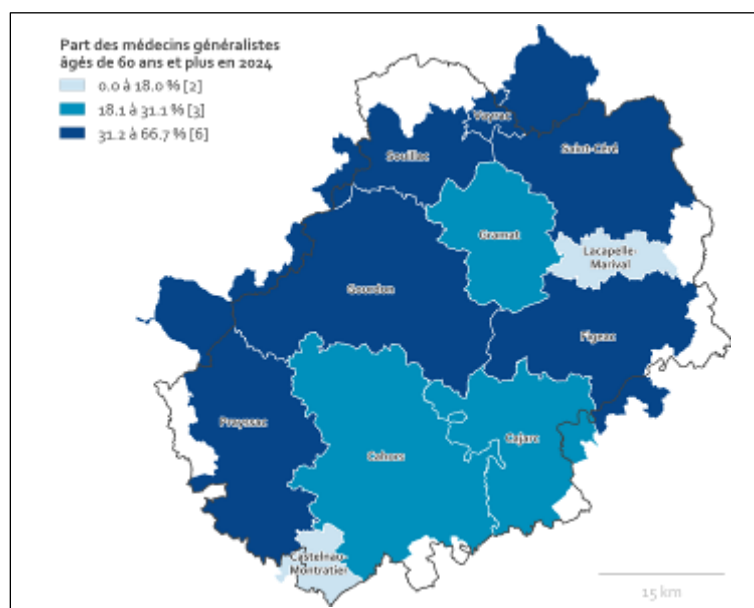 Part des médecins généralistes
âgés de 60 ans et plus en 2024
0.0 à 18.0 % [2]
18.1 à 31.1 % [3]
31.2 à 66.7 % [6]
Vayrac
Souillac
Saint-Céré
Gramat
Lacapelle-
Marival
Gourdon
Figeac
Prayssac
Cahors
Cajarc
Castelnau-
Montratier
15 km